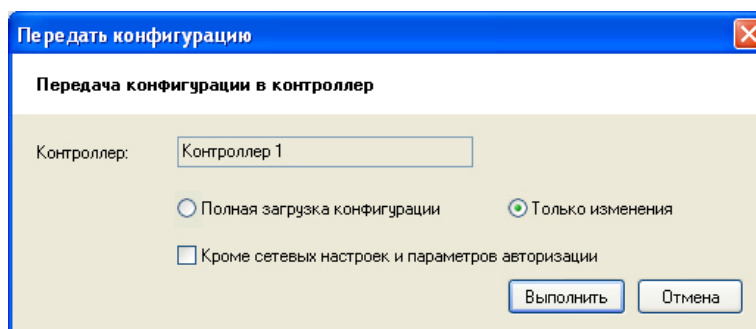 Передать конфигурацию
Передача конфигурации в контроллер
Контроллер: Контроллер 1
Полная загрузка конфигурации Только изменения
Кроме сетевых настроек и параметров авторизации
Выполнить Отмена